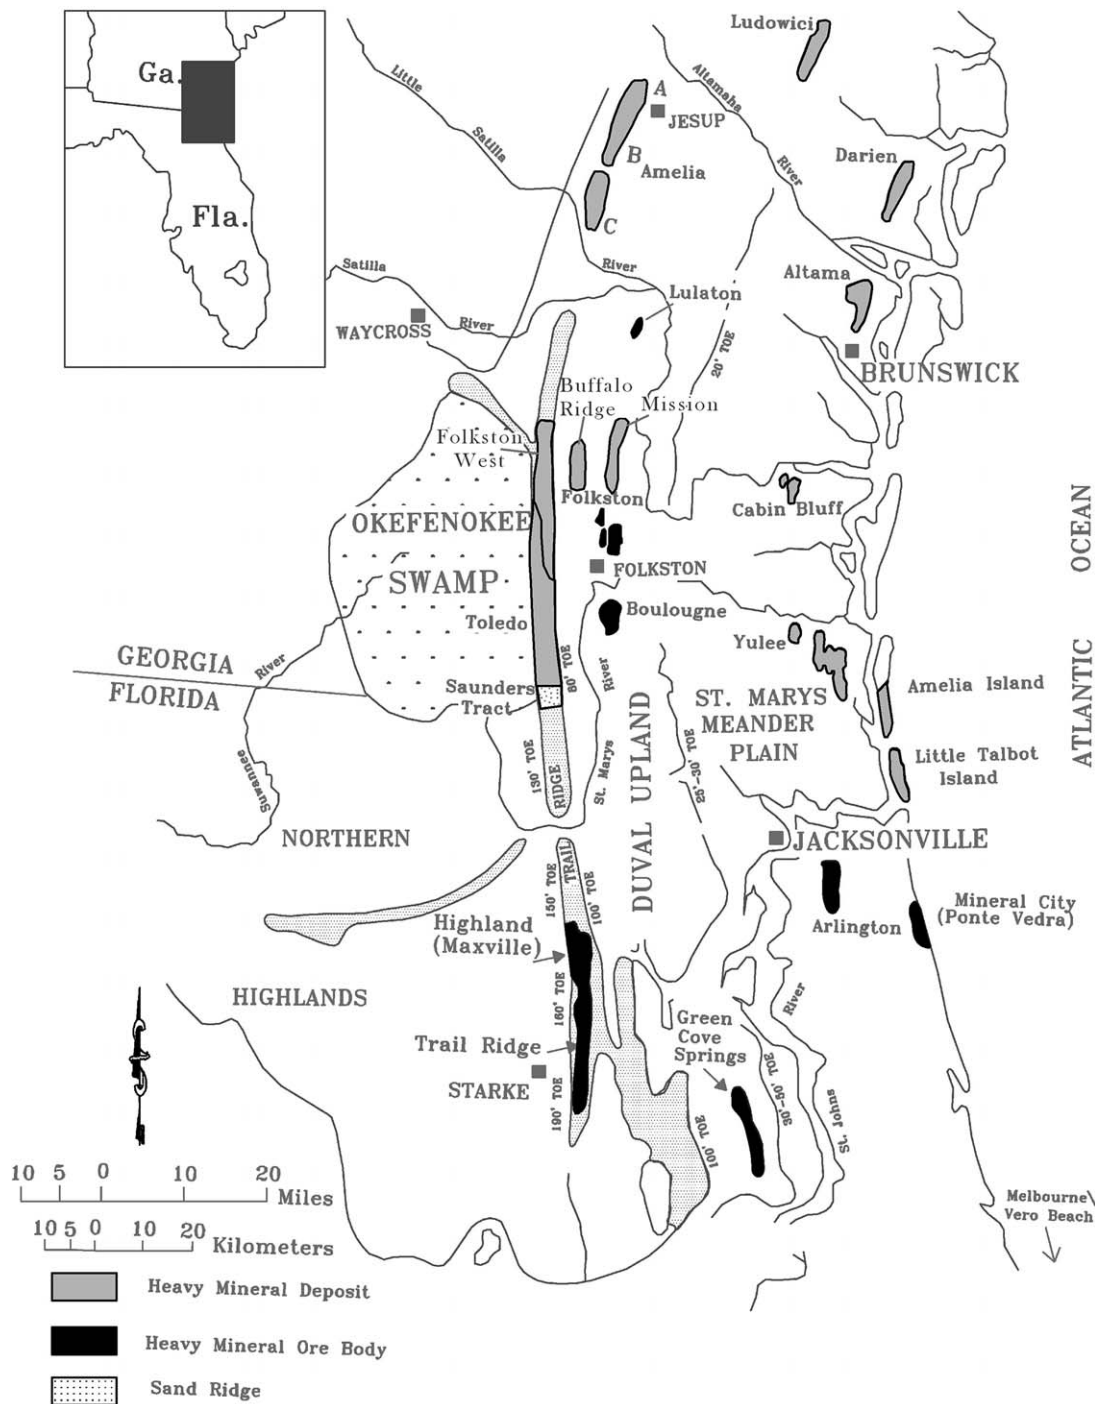 Ludowici
Ga.
Little
Altamaha
A
JESUP
Satilla
B
Amelia
River
Darien
Fla.
C
Satilla
River
Altama
Lulaton
River
WAYCROSS
20' TOE
BRUNSWICK
Buffalo
Ridge
Mission
Folkston
West
Folkston
Cabin Bluff
OKEFENOKEE
SWAMP
FOLKSTON
OCEAN
Toledo
Boulougne
Yulee
80' TOE
River
GEORGIA
FLORIDA
River
Saunders
Tract
ST. MARYS
MEANDER
PLAIN
Amelia Island
ATLANTIC
Suwannee
130' TOE
RIDGE
St. Marys
DUVAL UPLAND
25'-30' TOE
Little Talbot
Island
NORTHERN
JACKSONVILLE
TRAIL
150' TOE
100' TOE
Highland
(Maxville)
Arlington
Mineral City
(Ponte Vedra)
HIGHLANDS
160' TOE
River
Green
Cove
Springs
Trail Ridge
STARKE
190' TOE
100' TOE
30'-50' TOE
St. Johns
10 5 0 10 20
Miles
10 5 0 10 20
Kilometers
Melbourne\
Vero Beach
Heavy Mineral Deposit
Heavy Mineral Ore Body
Sand Ridge